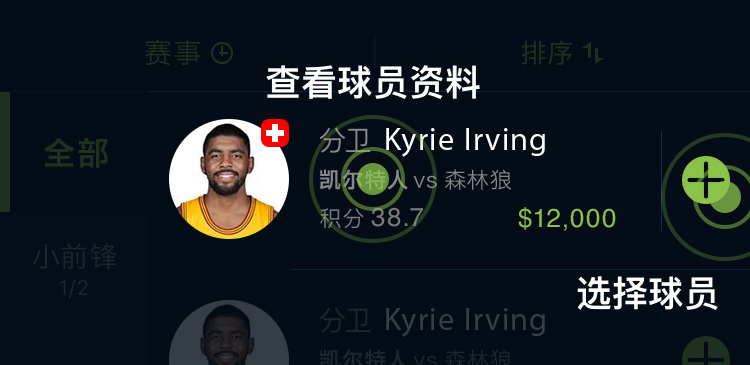 赛事 排序
查看球员资料
全部
分卫 Kyrie Irving
凯尔特人 vs 森林狼
积分 38.7 $12,000
小前锋
1/2
选择球员
分卫 Kyrie Irving
凯尔特人 vs 森林狼